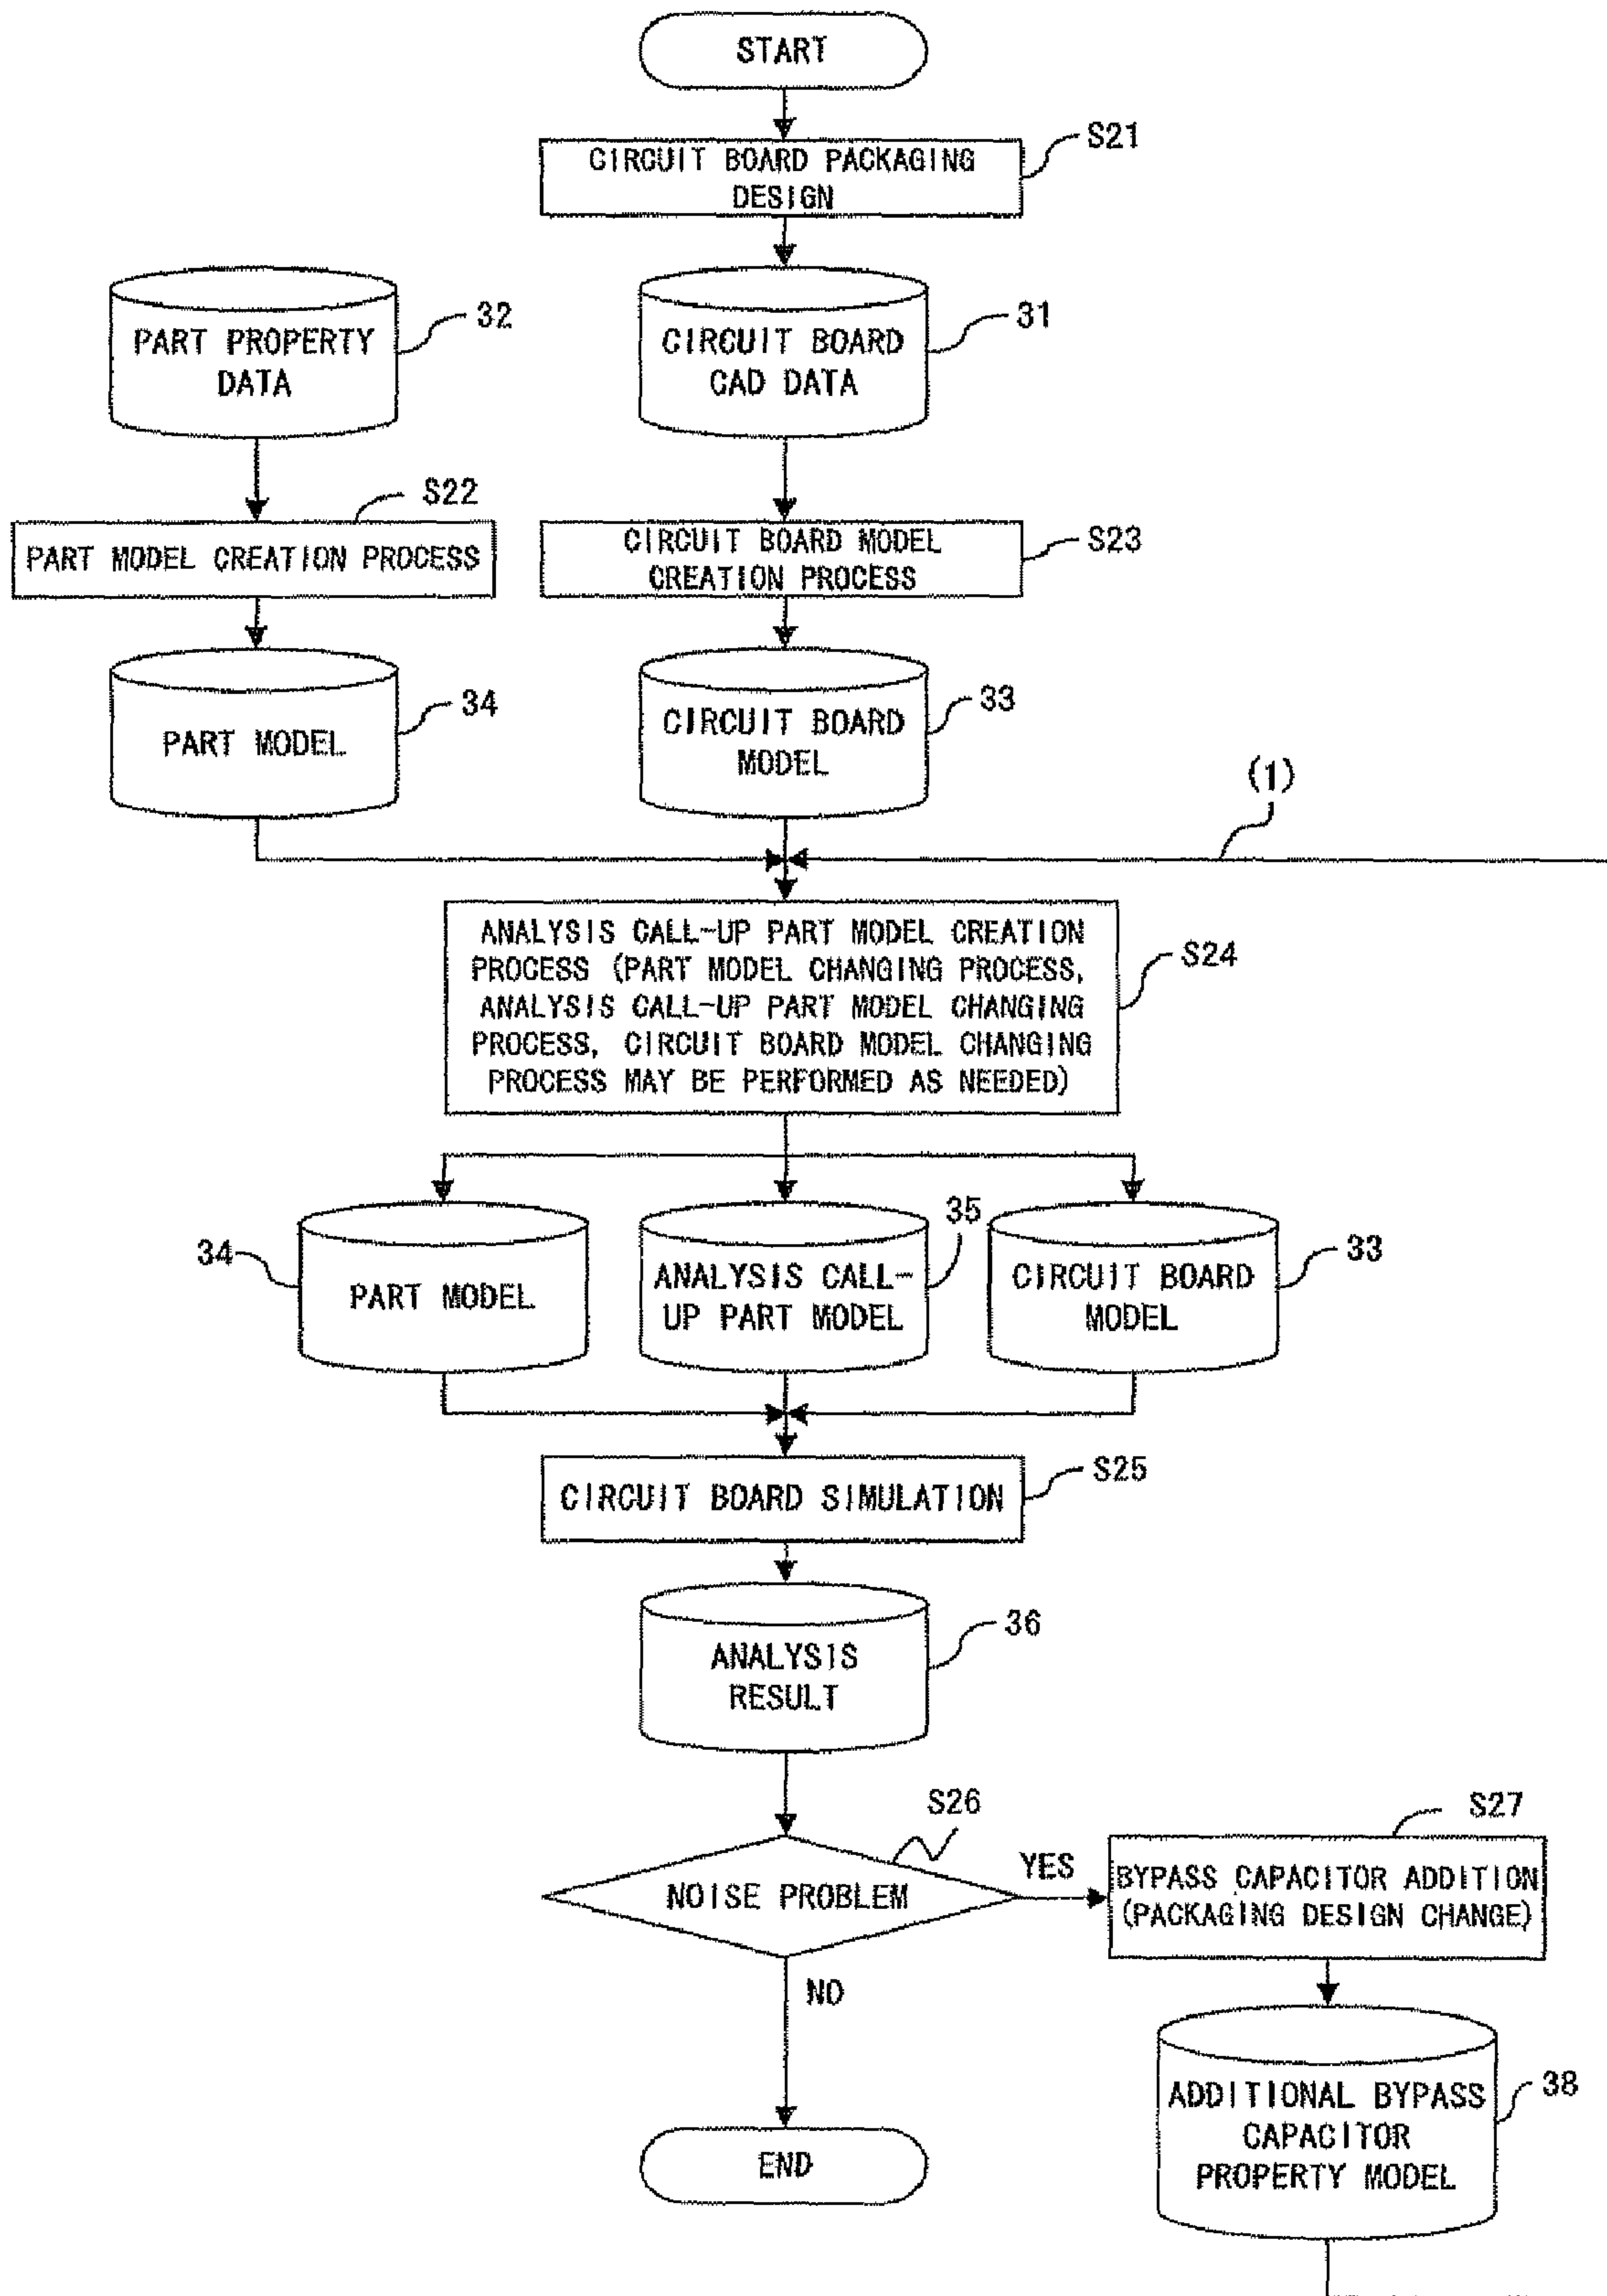 START
S21
CIRCUIT BOARD PACKAGING
DESIGN
32
PART PROPERTY
DATA
31
CIRCUIT BOARD
CAD DATA
S22
PART MODEL CREATION PROCESS
S23
CIRCUIT BOARD MODEL
CREATION PROCESS
34
PART MODEL
33
CIRCUIT BOARD
MODEL
(1)
ANALYSIS CALL-UP PART MODEL CREATION
PROCESS (PART MODEL CHANGING PROCESS,
ANALYSIS CALL-UP PART MODEL CHANGING
PROCESS, CIRCUIT BOARD MODEL CHANGING
PROCESS MAY BE PERFORMED AS NEEDED)
S24
34
PART MODEL
35
ANALYSIS CALL-
UP PART MODEL
33
CIRCUIT BOARD
MODEL
S25
CIRCUIT BOARD SIMULATION
36
ANALYSIS
RESULT
S26
NOISE PROBLEM
YES
NO
S27
BYPASS CAPACITOR ADDITION
(PACKAGING DESIGN CHANGE)
38
ADDITIONAL BYPASS
CAPACITOR
PROPERTY MODEL
END